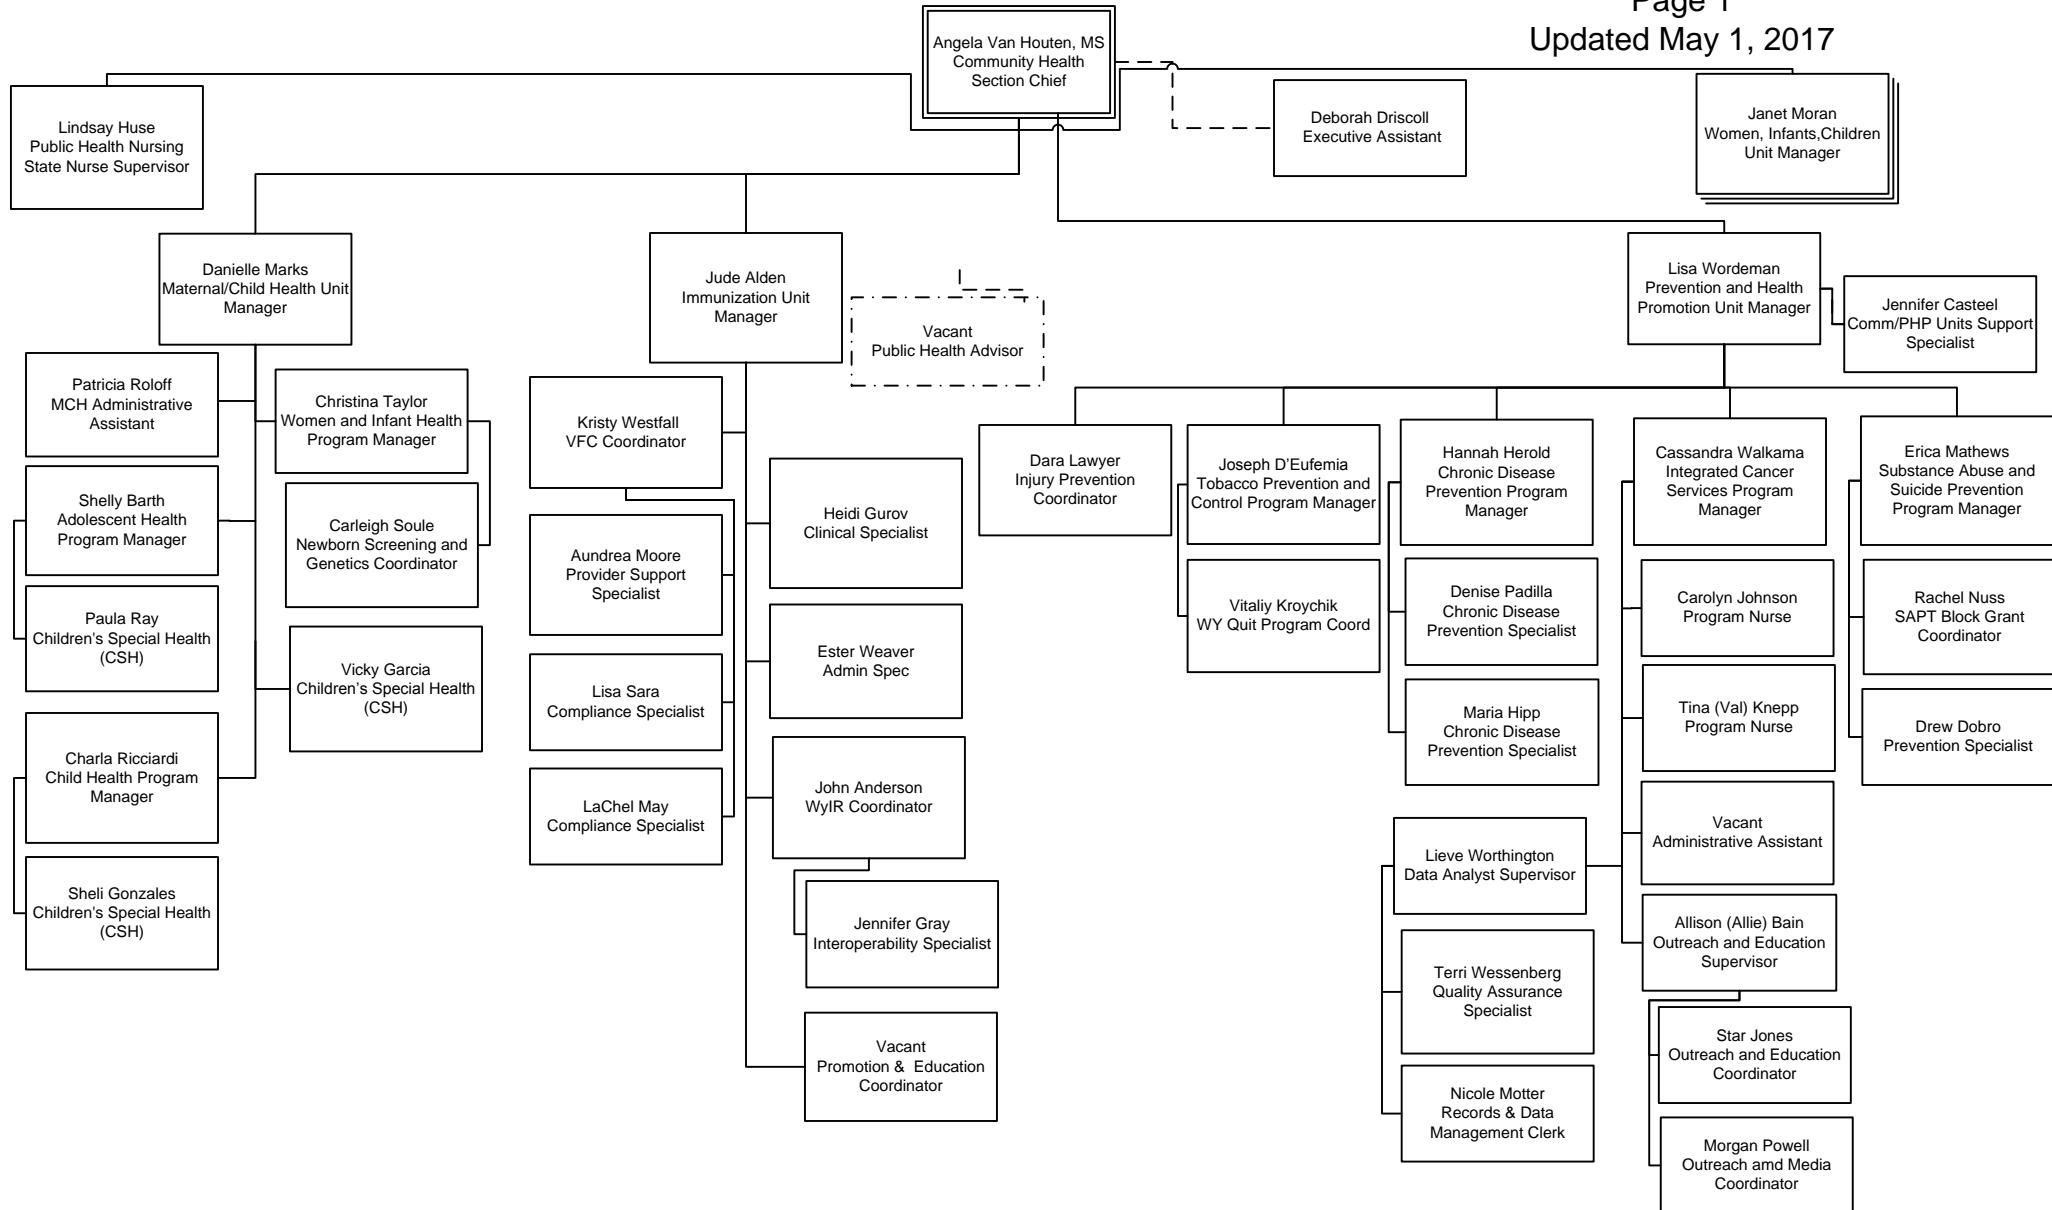 Page 1
Updated May 1, 2017
Angela Van Houten, MS
Community Health
Section Chief
Lindsay Huse
Public Health Nursing
State Nurse Supervisor
Deborah Driscoll
Executive Assistant
Janet Moran
Women, Infants,Children
Unit Manager
Danielle Marks
Maternal/Child Health Unit
Manager
Jude Alden
Immunization Unit
Manager
Vacant
Public Health Advisor
Lisa Wordeman
Prevention and Health
Promotion Unit Manager
Jennifer Casteel
Comm/PHP Units Support
Specialist
Patricia Roloff
MCH Administrative
Assistant
Christina Taylor
Women and Infant Health
Program Manager
Shelly Barth
Adolescent Health
Program Manager
Carleigh Soule
Newborn Screening and
Genetics Coordinator
Paula Ray
Children's Special Health
(CSH)
Vicky Garcia
Children’s Special Health
(CSH)
Charla Ricciardi
Child Health Program
Manager
Sheli Gonzales
Children's Special Health
(CSH)
Kristy Westfall
VFC Coordinator
Aundrea Moore
Provider Support
Specialist
Lisa Sara
Compliance Specialist
LaChel May
Compliance Specialist
Heidi Gurov
Clinical Specialist
Ester Weaver
Admin Spec
John Anderson
WyIR Coordinator
Jennifer Gray
Interoperability Specialist
Vacant
Promotion &  Education
Coordinator
Dara Lawyer
Injury Prevention
Coordinator
Joseph D’Eufemia
Tobacco Prevention and
Control Program Manager
Vitaliy Kroychik
WY Quit Program Coord
Hannah Herold
Chronic Disease
Prevention Program
Manager
Denise Padilla
Chronic Disease
Prevention Specialist
Maria Hipp
Chronic Disease
Prevention Specialist
Cassandra Walkama
Integrated Cancer
Services Program
Manager
Carolyn Johnson
Program Nurse
Tina (Val) Knepp
Program Nurse
Vacant
Administrative Assistant
Lieve Worthington
Data Analyst Supervisor
Terri Wessenberg
Quality Assurance
Specialist
Nicole Motter
Records & Data
Management Clerk
Allison (Allie) Bain
Outreach and Education
Supervisor
Star Jones
Outreach and Education
Coordinator
Morgan Powell
Outreach amd Media
Coordinator
Erica Mathews
Substance Abuse and
Suicide Prevention
Program Manager
Rachel Nuss
SAPT Block Grant
Coordinator
Drew Dobro
Prevention Specialist